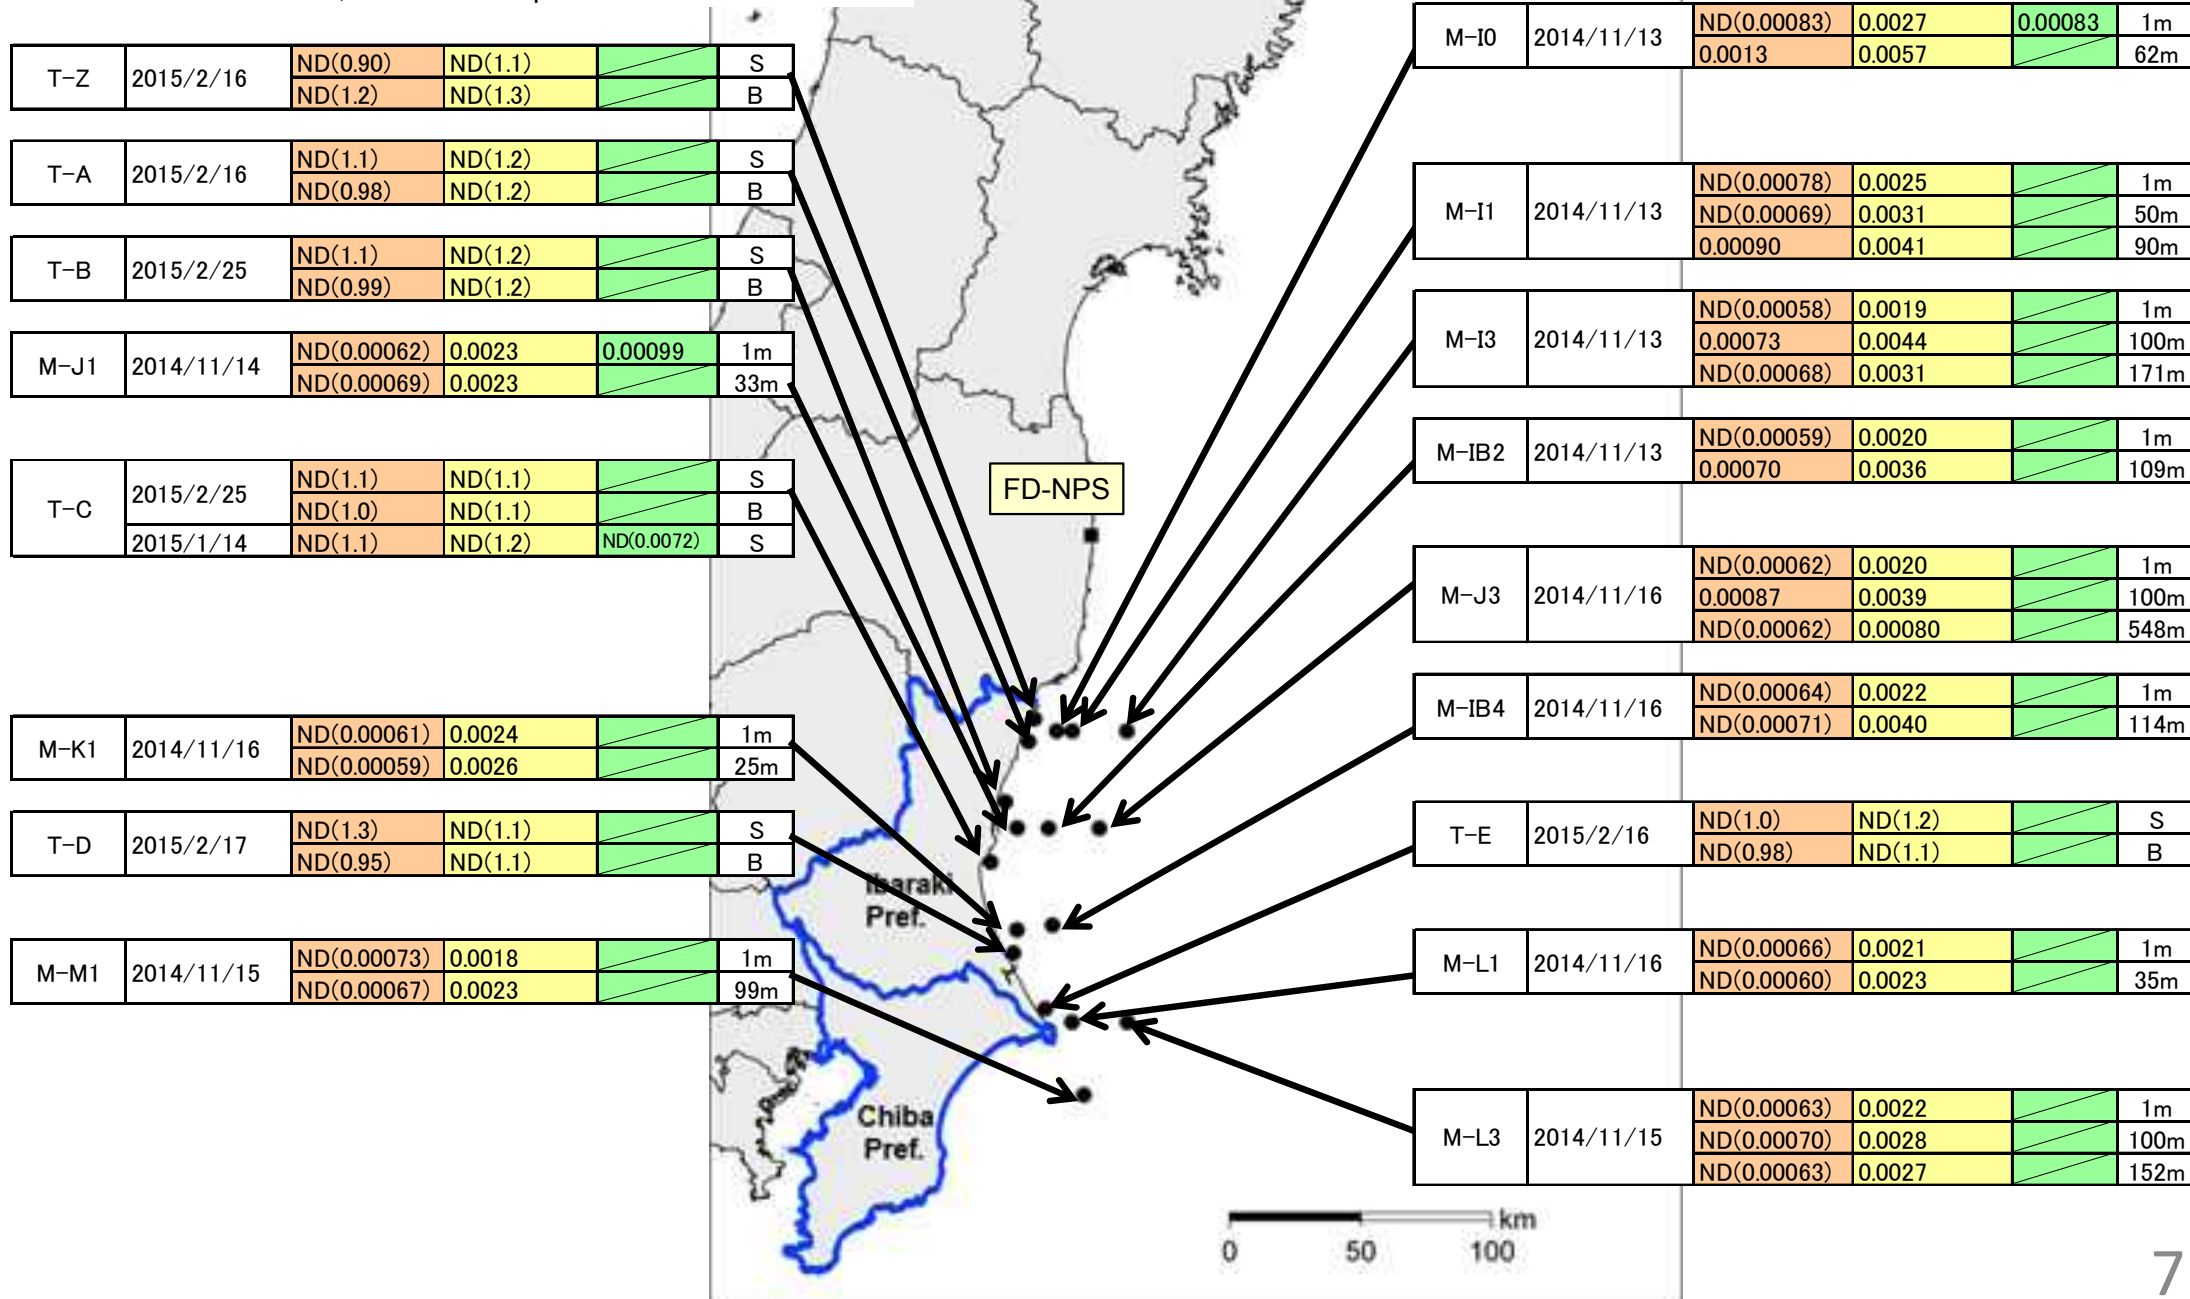 T-Z 2015/2/16 ND(0.90) ND(1.1) S
ND(1.2) ND(1.3) B
T-A 2015/2/16 ND(1.1) ND(1.2) S
ND(0.98) ND(1.2) B
T-B 2015/2/25 ND(1.1) ND(1.2) S
ND(0.99) ND(1.2) B
M-J1 2014/11/14 ND(0.00062) 0.0023 0.00099 1m
ND(0.00069) 0.0023 33m
T-C 2015/2/25 ND(1.1) ND(1.1) S
ND(1.0) ND(1.1) B
2015/1/14 ND(1.1) ND(1.2) ND(0.0072) S
M-K1 2014/11/16 ND(0.00061) 0.0024 1m
ND(0.00059) 0.0026 25m
T-D 2015/2/17 ND(1.3) ND(1.1) S
ND(0.95) ND(1.1) B
M-M1 2014/11/15 ND(0.00073) 0.0018 1m
ND(0.00067) 0.0023 99m
FD-NPS
Ibaraki
Pref.
Chiba
Pref.
km
0 50 100
M-I0 2014/11/13 ND(0.00083) 0.0027 0.00083 1m
0.0013 0.0057 62m
M-I1 2014/11/13 ND(0.00078) 0.0025 1m
ND(0.00069) 0.0031 50m
0.00090 0.0041 90m
M-I3 2014/11/13 ND(0.00058) 0.0019 1m
0.00073 0.0044 100m
ND(0.00068) 0.0031 171m
M-IB2 2014/11/13 ND(0.00059) 0.0020 1m
0.00070 0.0036 109m
M-J3 2014/11/16 ND(0.00062) 0.0020 1m
0.00087 0.0039 100m
ND(0.00062) 0.00080 548m
M-IB4 2014/11/16 ND(0.00064) 0.0022 1m
ND(0.00071) 0.0040 114m
T-E 2015/2/16 ND(1.0) ND(1.2) S
ND(0.98) ND(1.1) B
M-L1 2014/11/16 ND(0.00066) 0.0021 1m
ND(0.00060) 0.0023 35m
M-L3 2014/11/15 ND(0.00063) 0.0022 1m
ND(0.00070) 0.0028 100m
ND(0.00063) 0.0027 152m
7